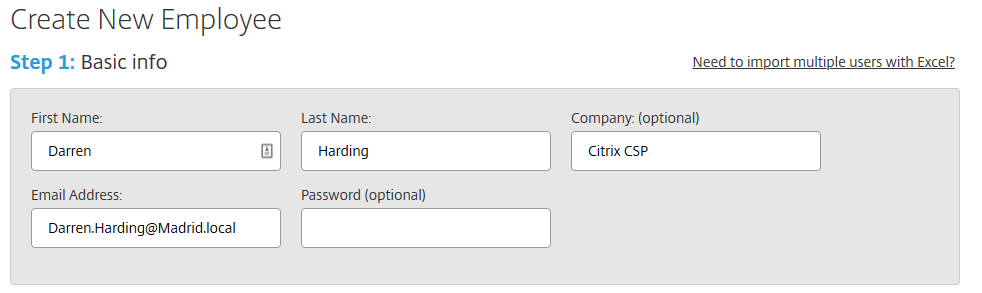 Create New Employee
Step 1: Basic info
Need to import multiple users with Excel?
First Name:
Last Name:
Company: (optional)
Darren
Harding
Citrix CSP
Email Address:
Password (optional)
Darren.Harding@Madrid.local